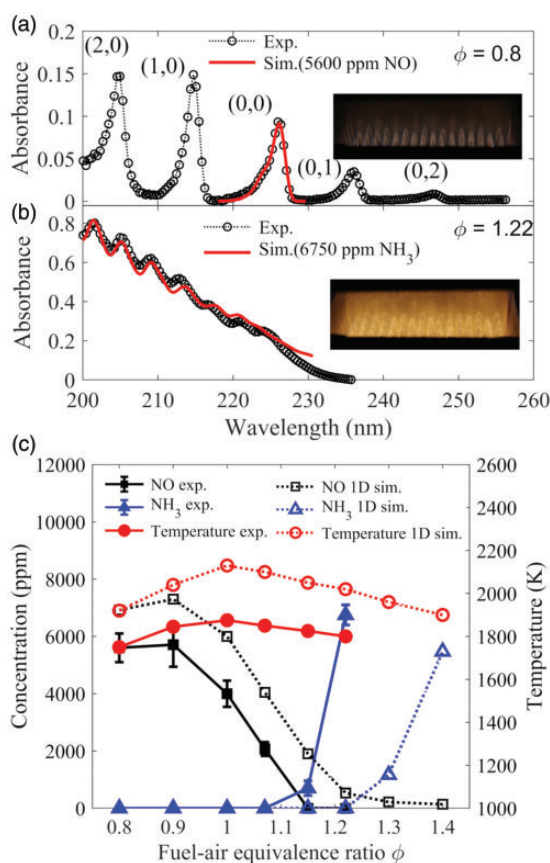 (a)
(2,0)
(1,0)
(0,0)
(0,1)
(0,2)
Exp.
Sim.(5600 ppm NO)
ϕ = 0.8
Absorbance
0.15
0.1
0.05
0
(b)
Exp.
Sim.(6750 ppm NH3)
ϕ = 1.22
Absorbance
0.8
0.6
0.4
0.2
0
200 210 220 230 240 250 260
Wavelength (nm)
(c)
NO exp.
NH3 exp.
Temperature exp.
NO 1D sim.
NH3 1D sim.
Temperature 1D sim.
Concentration (ppm)
12000
10000
8000
6000
4000
2000
0
Temperature (K)
2600
2400
2200
2000
1800
1600
1400
1200
1000
0.8 0.9 1 1.1 1.2 1.3 1.4
Fuel-air equivalence ratio ϕ